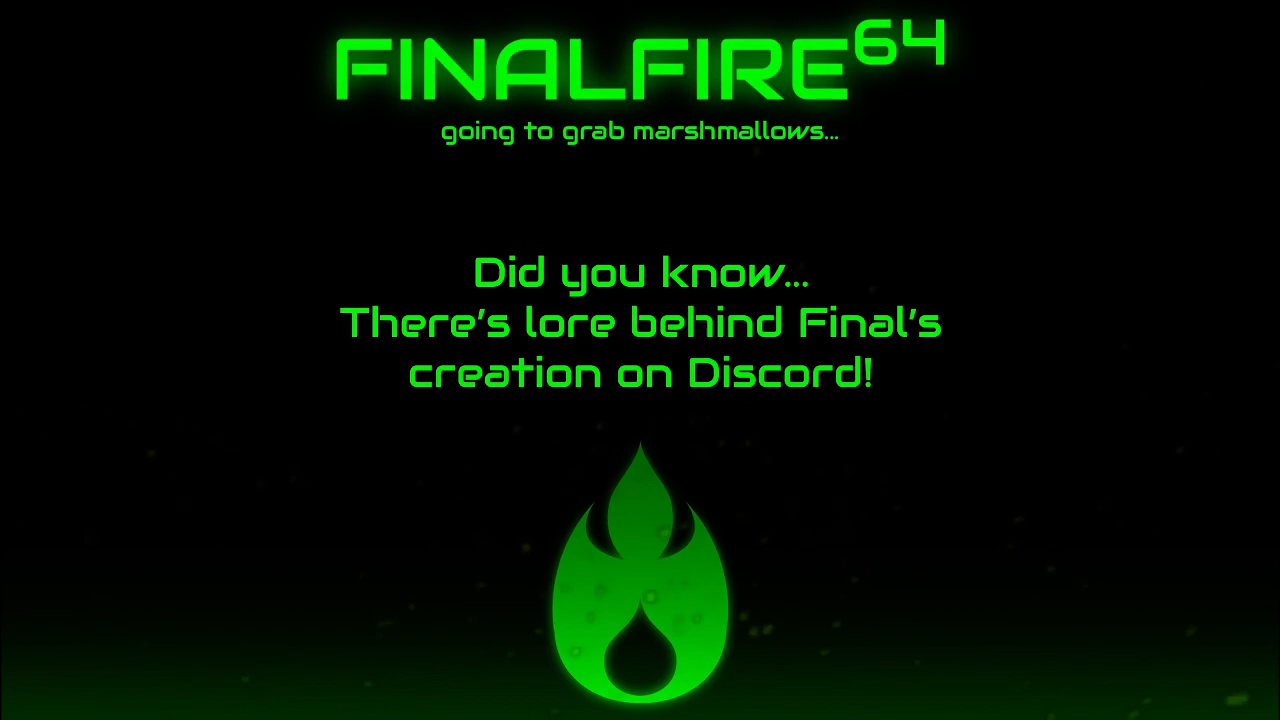 FINALFIRE⁶⁴
going to grab marshmallows...
Did you know...
There's lore behind Final's
creation on Discord!